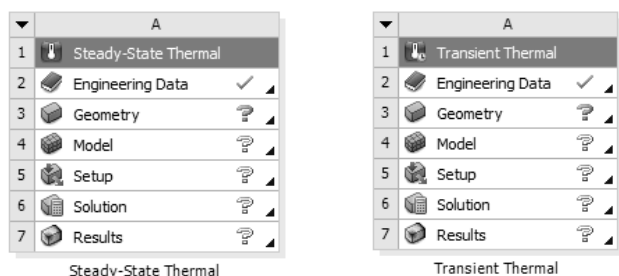 A
1 Steady-State Thermal
2 Engineering Data
3 Geometry ?
4 Model ?
5 Setup ?
6 Solution ?
7 Results ?
Steady-State Thermal
A
1 Transient Thermal
2 Engineering Data
3 Geometry ?
4 Model ?
5 Setup ?
6 Solution ?
7 Results ?
Transient Thermal